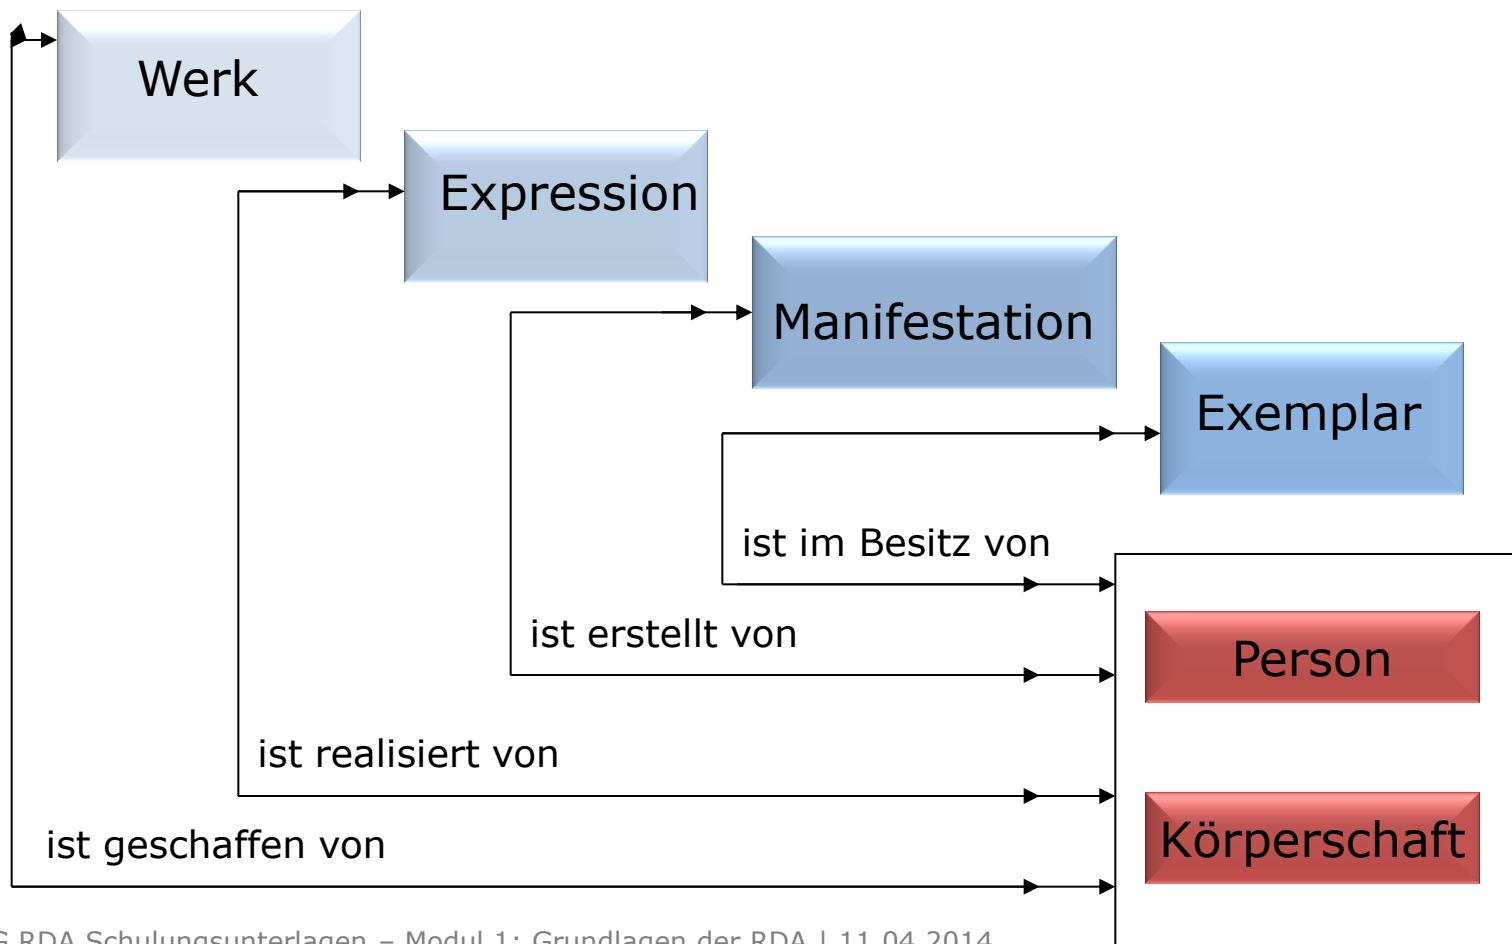 Werk
Expression
Manifestation
Exemplar
ist im Besitz von
ist erstellt von
Person
ist realisiert von
Körperschaft
ist geschaffen von
RDA Schulungsunterlagen – Modul 1: Grundlagen der RDA | 11.04.2014